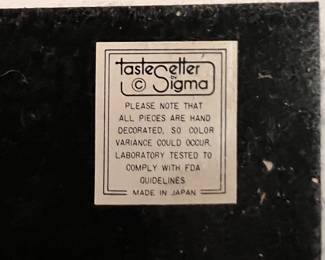 tasteSetter
by
© Sigma
PLEASE NOTE THAT
ALL PIECES ARE HAND
DECORATED, SO COLOR
VARIANCE COULD OCCUR.
LABORATORY TESTED TO
COMPLY WITH FDA
GUIDELINES.
MADE IN JAPAN